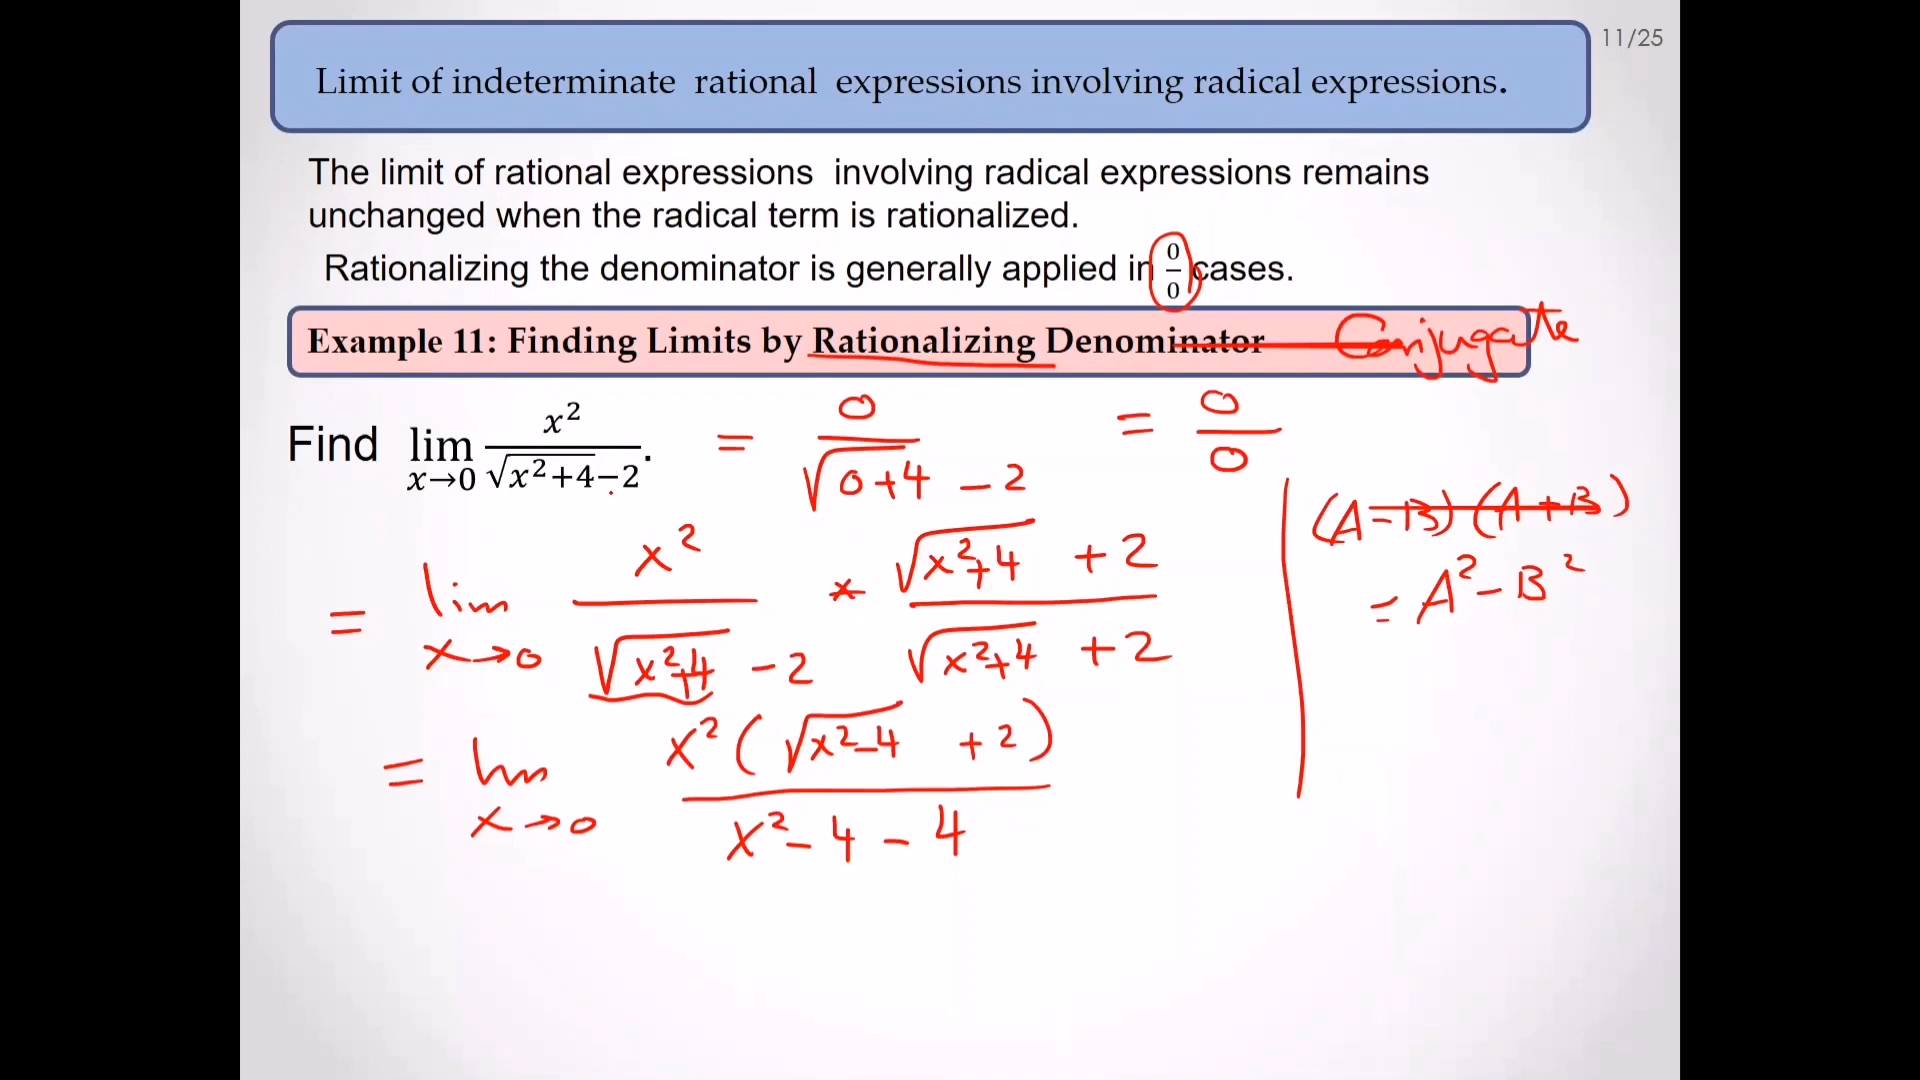 11/25
Limit of indeterminate rational expressions involving radical expressions.
The limit of rational expressions involving radical expressions remains
unchanged when the radical term is rationalized.
Rationalizing the denominator is generally applied in 0/0 cases.
Example 11: Finding Limits by Rationalizing Denominator Conjugate
Find lim x→0 x²/(√(x²+4)−2). = 0/(√(0+4) − 2) = 0/0
(A−B)(A+B)
= A² − B²
= lim x→0 x²/(√(x²+4) − 2) * (√(x²+4) + 2)/(√(x²+4) + 2)
= lim x→0 x²(√(x²−4) + 2)/(x² − 4 − 4)